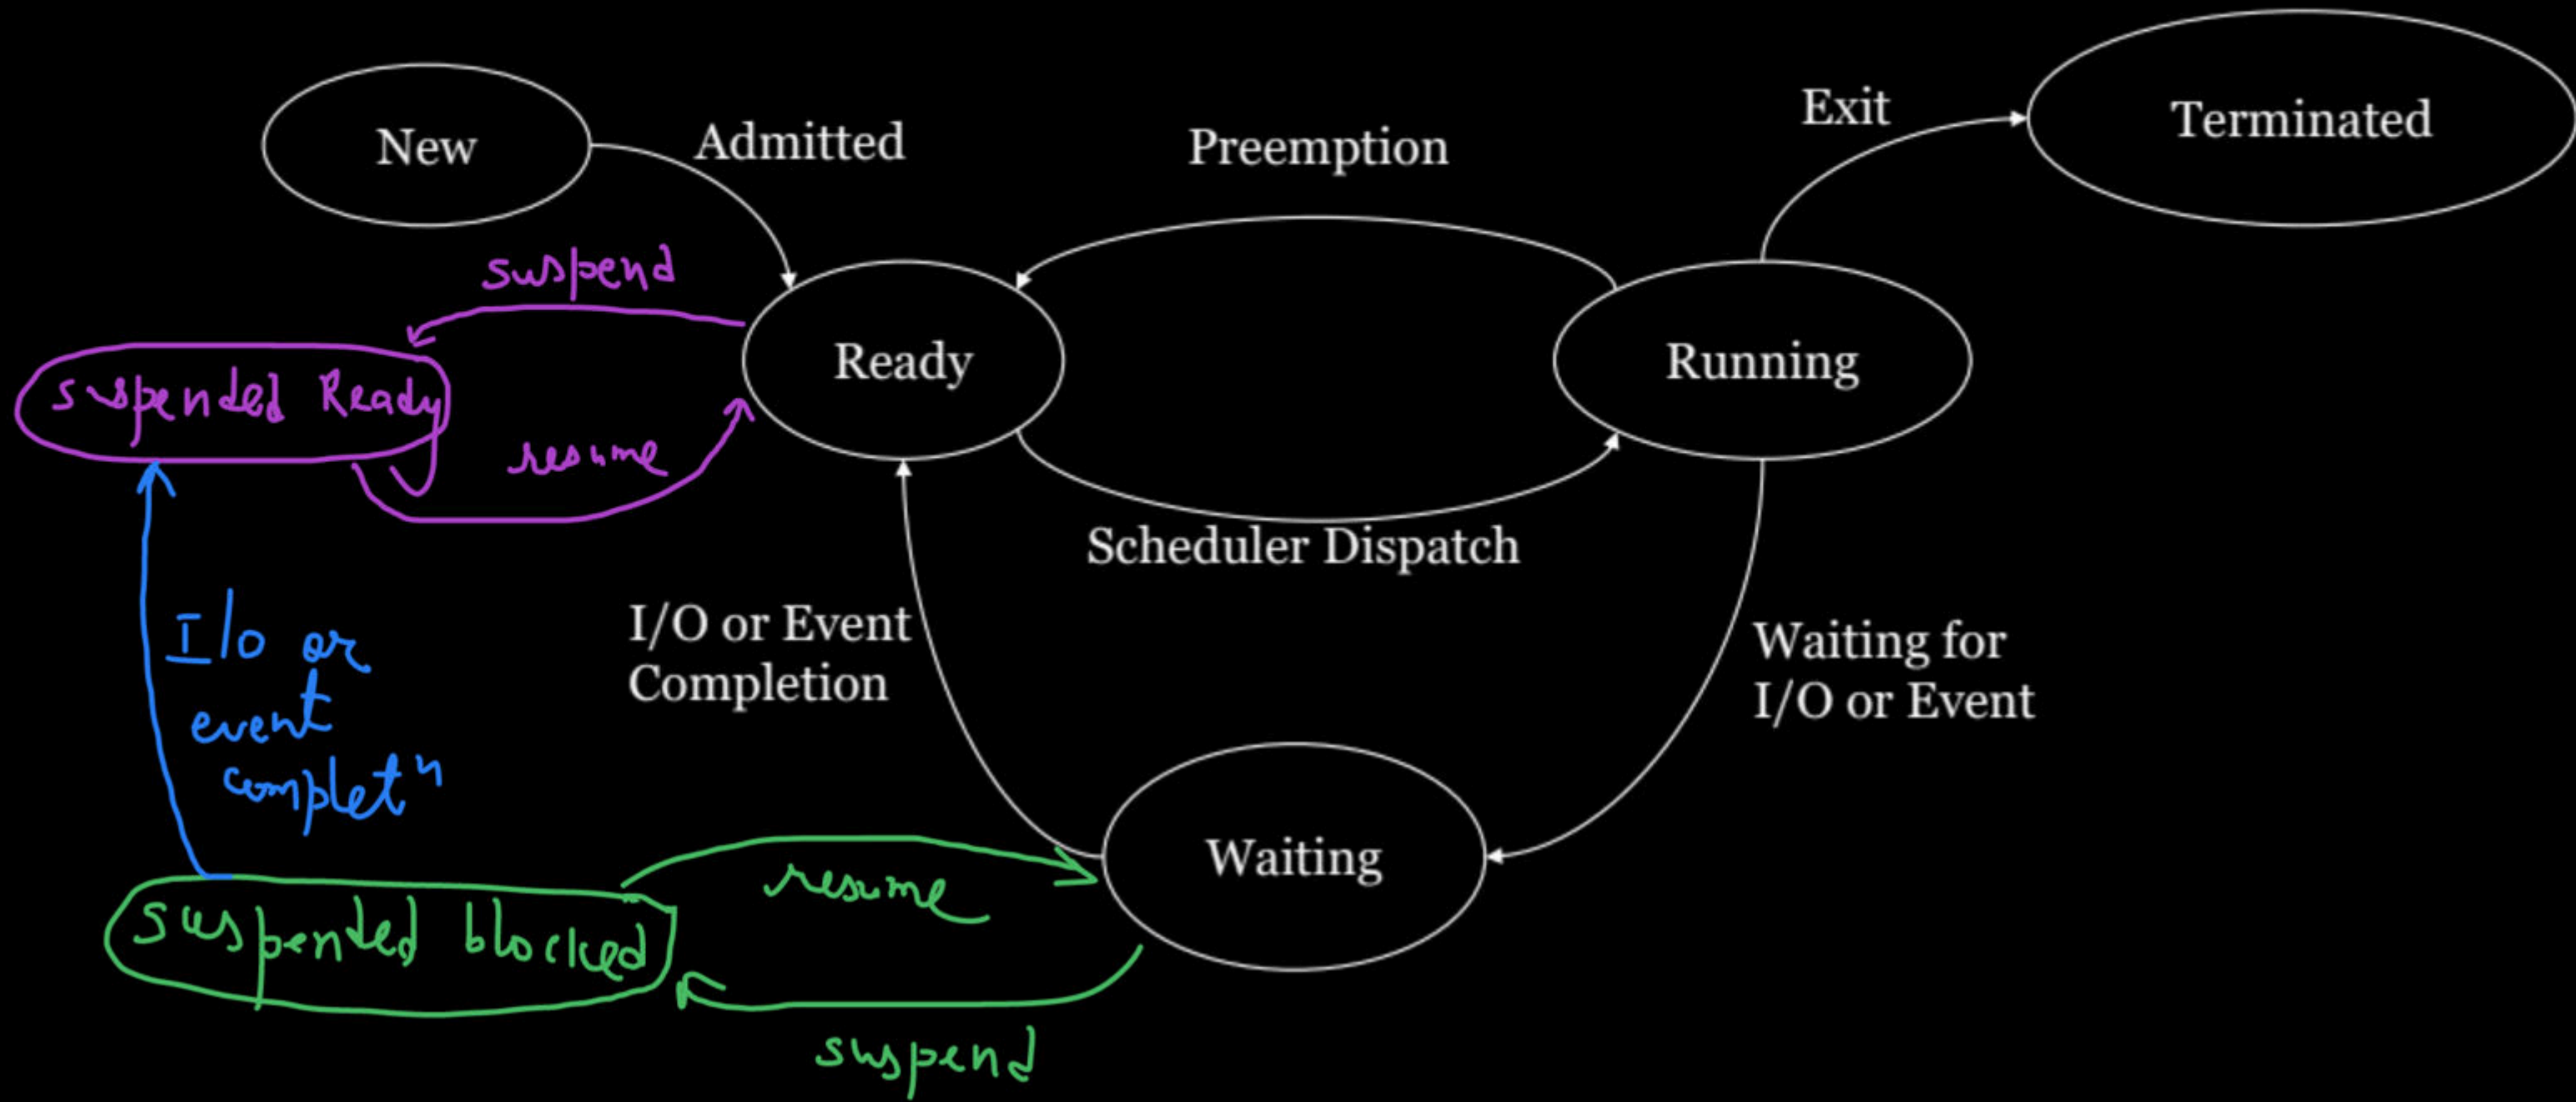 New
Admitted
Preemption
Exit
Terminated
suspend
suspended Ready
resume
Ready
Running
Scheduler Dispatch
I/O or Event
Completion
Waiting for
I/O or Event
I/o or
event
completⁿ
resume
Waiting
suspended blocked
suspend